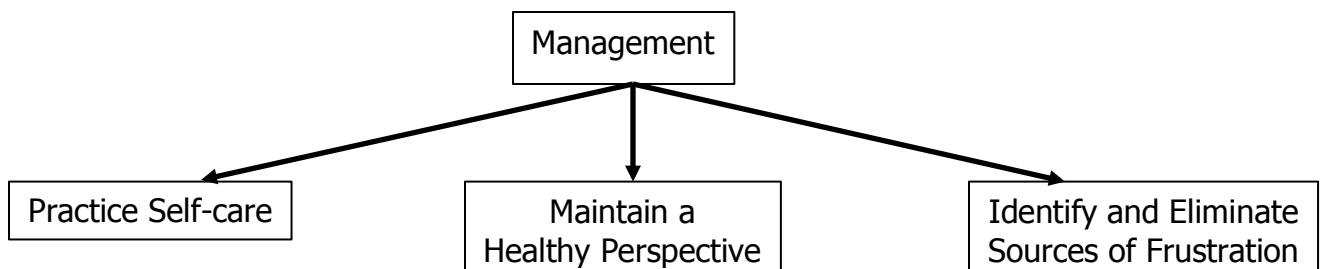 Management
Practice Self-care
Maintain a
Healthy Perspective
Identify and Eliminate
Sources of Frustration